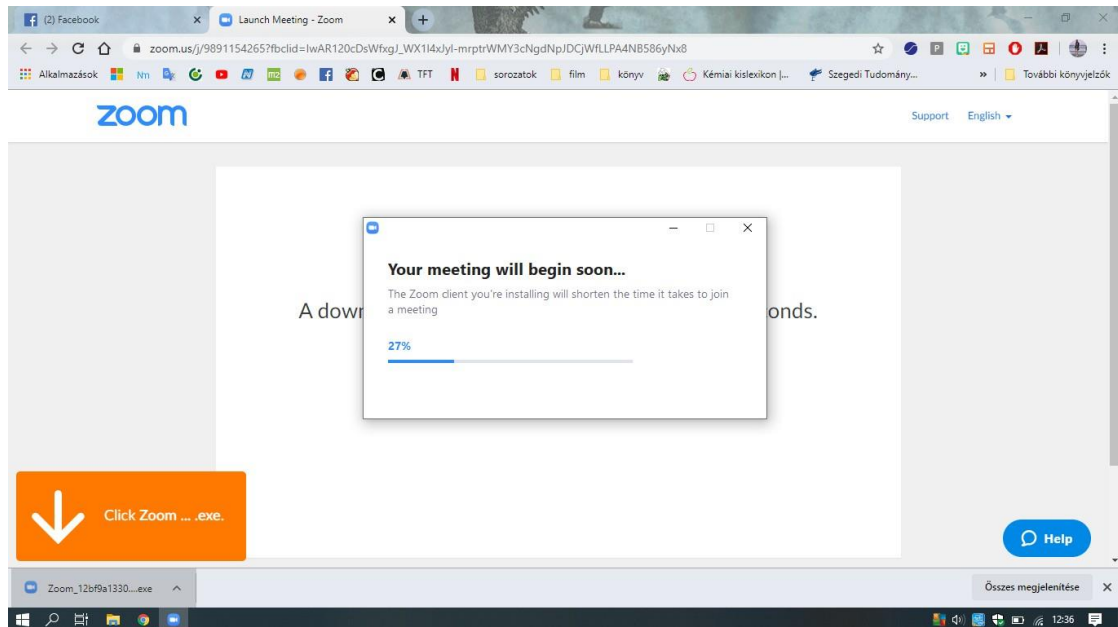 (2) Facebook
Launch Meeting - Zoom
zoom.us/j/9891154265?fbclid=IwAR120cDsWfxgJ_WX1I4xJyI-mrptrWMY3cNgdNpJDCjWfLLPA4NB586yNx8
Alkalmazások
Nn
TFT
sorozatok
film
könyv
Kémiai kislexikon |...
Szegedi Tudomány...
»
További könyvjelzők
zoom
Support
English
Your meeting will begin soon...
The Zoom client you're installing will shorten the time it takes to join
a meeting
A dow
onds.
27%
Click Zoom ... .exe.
Help
Zoom_12bf9a1330....exe
Összes megjelenítése
12:36